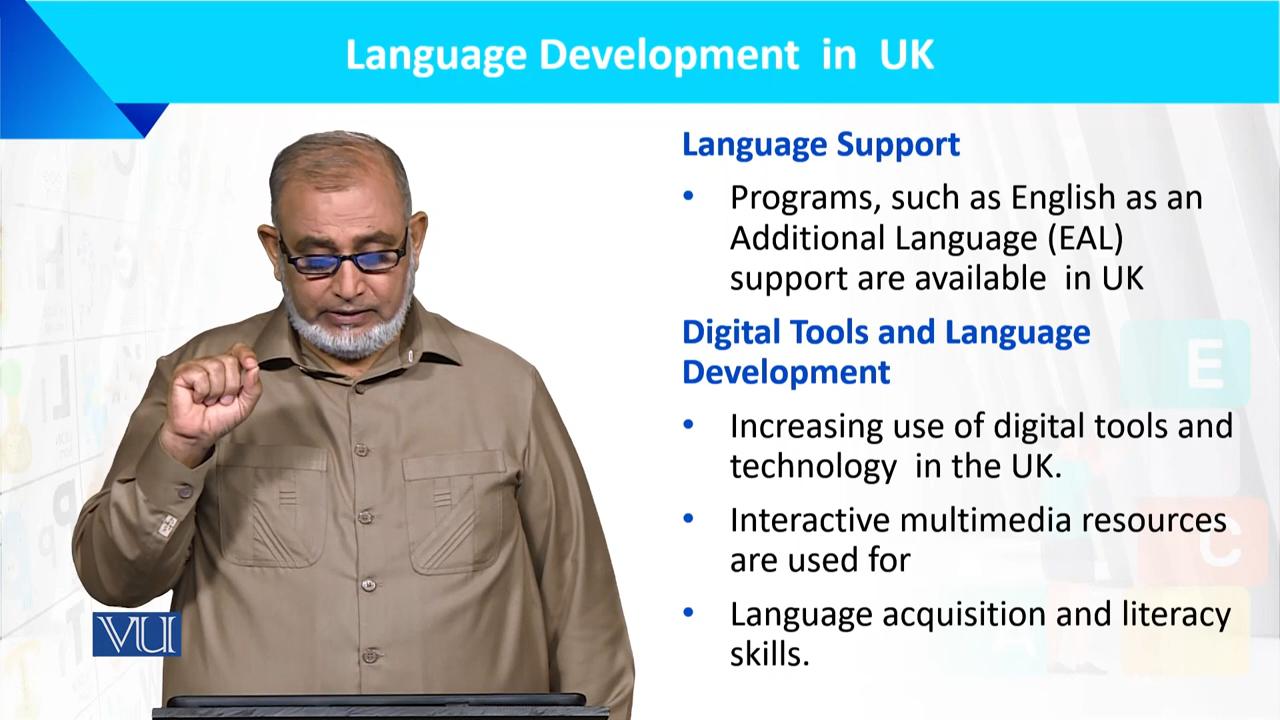 Language Development in UK
Language Support
• Programs, such as English as an
Additional Language (EAL)
support are available in UK
Digital Tools and Language
Development
• Increasing use of digital tools and
technology in the UK.
• Interactive multimedia resources
are used for
• Language acquisition and literacy
skills.
VU
E
C
A